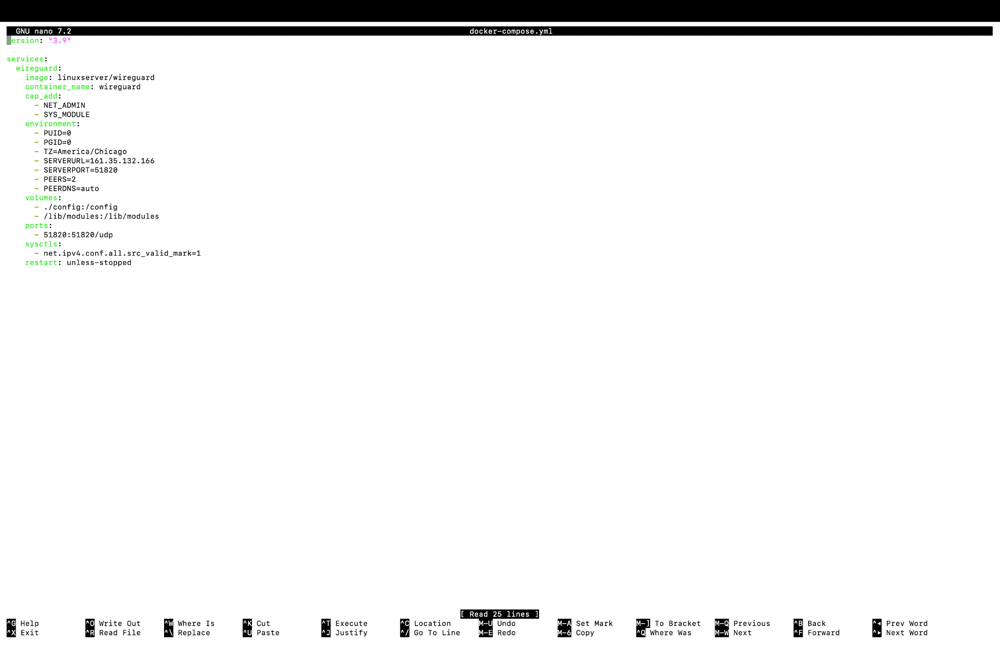 GNU nano 7.2 docker-compose.yml
version: "3.9"

services:
  wireguard:
    image: linuxserver/wireguard
    container_name: wireguard
    cap_add:
      - NET_ADMIN
      - SYS_MODULE
    environment:
      - PUID=0
      - PGID=0
      - TZ=America/Chicago
      - SERVERURL=161.35.132.166
      - SERVERPORT=51820
      - PEERS=2
      - PEERDNS=auto
    volumes:
      - ./config:/config
      - /lib/modules:/lib/modules
    ports:
      - 51820:51820/udp
    sysctls:
      - net.ipv4.conf.all.src_valid_mark=1
    restart: unless-stopped
[ Read 25 lines ]
^G Help ^O Write Out ^W Where Is ^K Cut ^T Execute ^C Location M-U Undo M-A Set Mark M-] To Bracket M-Q Previous ^B Back ^◂ Prev Word
^X Exit ^R Read File ^\ Replace ^U Paste ^J Justify ^/ Go To Line M-E Redo M-6 Copy ^Q Where Was M-W Next ^F Forward ^▸ Next Word